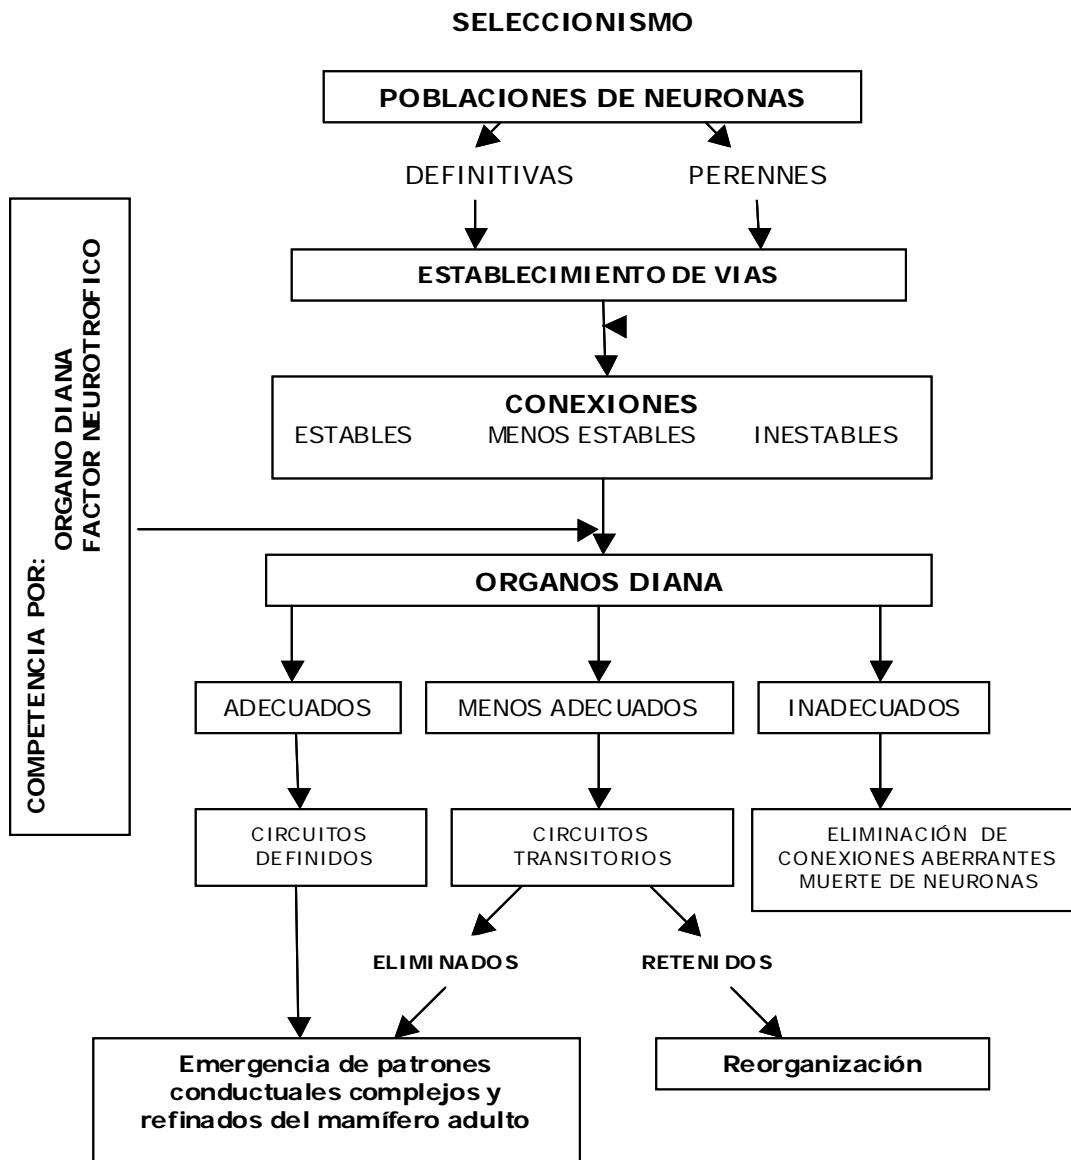 SELECCIONISMO
POBLACIONES DE NEURONAS
DEFINITIVAS PERENNES
ESTABLECIMIENTO DE VIAS
COMPETENCIA POR:
ORGANO DIANA
FACTOR NEUROTROFICO
CONEXIONES
ESTABLES MENOS ESTABLES INESTABLES
ORGANOS DIANA
ADECUADOS MENOS ADECUADOS INADECUADOS
CIRCUITOS
DEFINIDOS
CIRCUITOS
TRANSITORIOS
ELIMINACIÓN DE
CONEXIONES ABERRANTES
MUERTE DE NEURONAS
ELIMINADOS RETENIDOS
Emergencia de patrones
conductuales complejos y
refinados del mamífero adulto
Reorganización